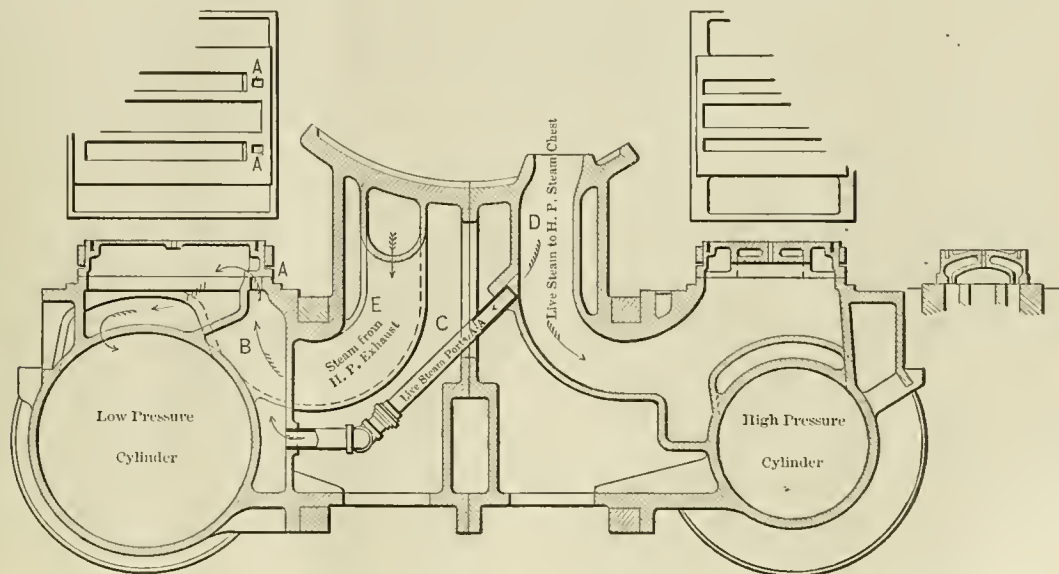 A
A
A
B
E
Steam from
H. P. Exhaust
C
Live Steam Ports A A
D
Live Steam to H. P. Steam Chest
Low Pressure
Cylinder
High Pressure
Cylinder